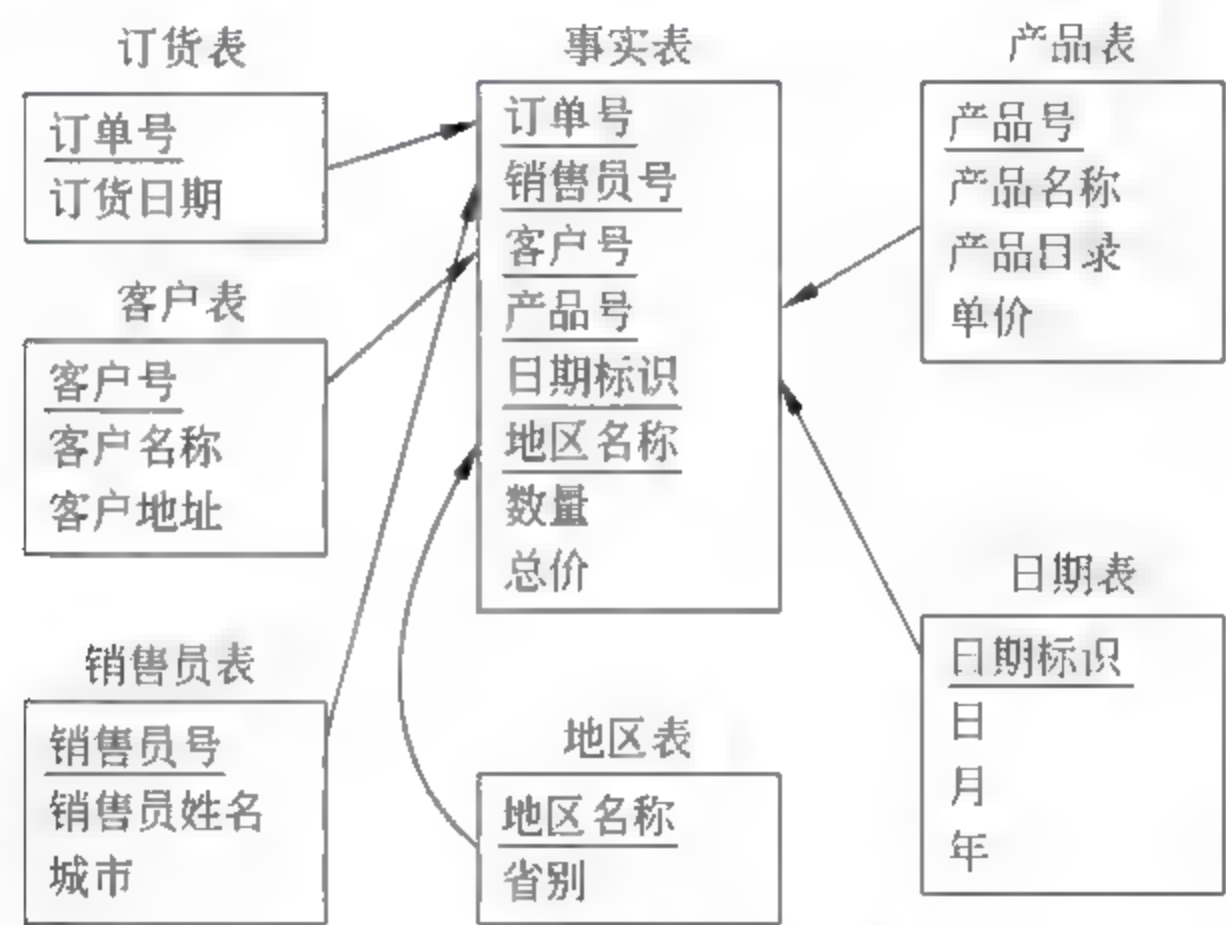 订货表
订单号
订货日期
客户表
客户号
客户名称
客户地址
销售员表
销售员号
销售员姓名
城市
事实表
订单号
销售员号
客户号
产品号
日期标识
地区名称
数量
总价
地区表
地区名称
省别
产品表
产品号
产品名称
产品目录
单价
日期表
日期标识
日
月
年